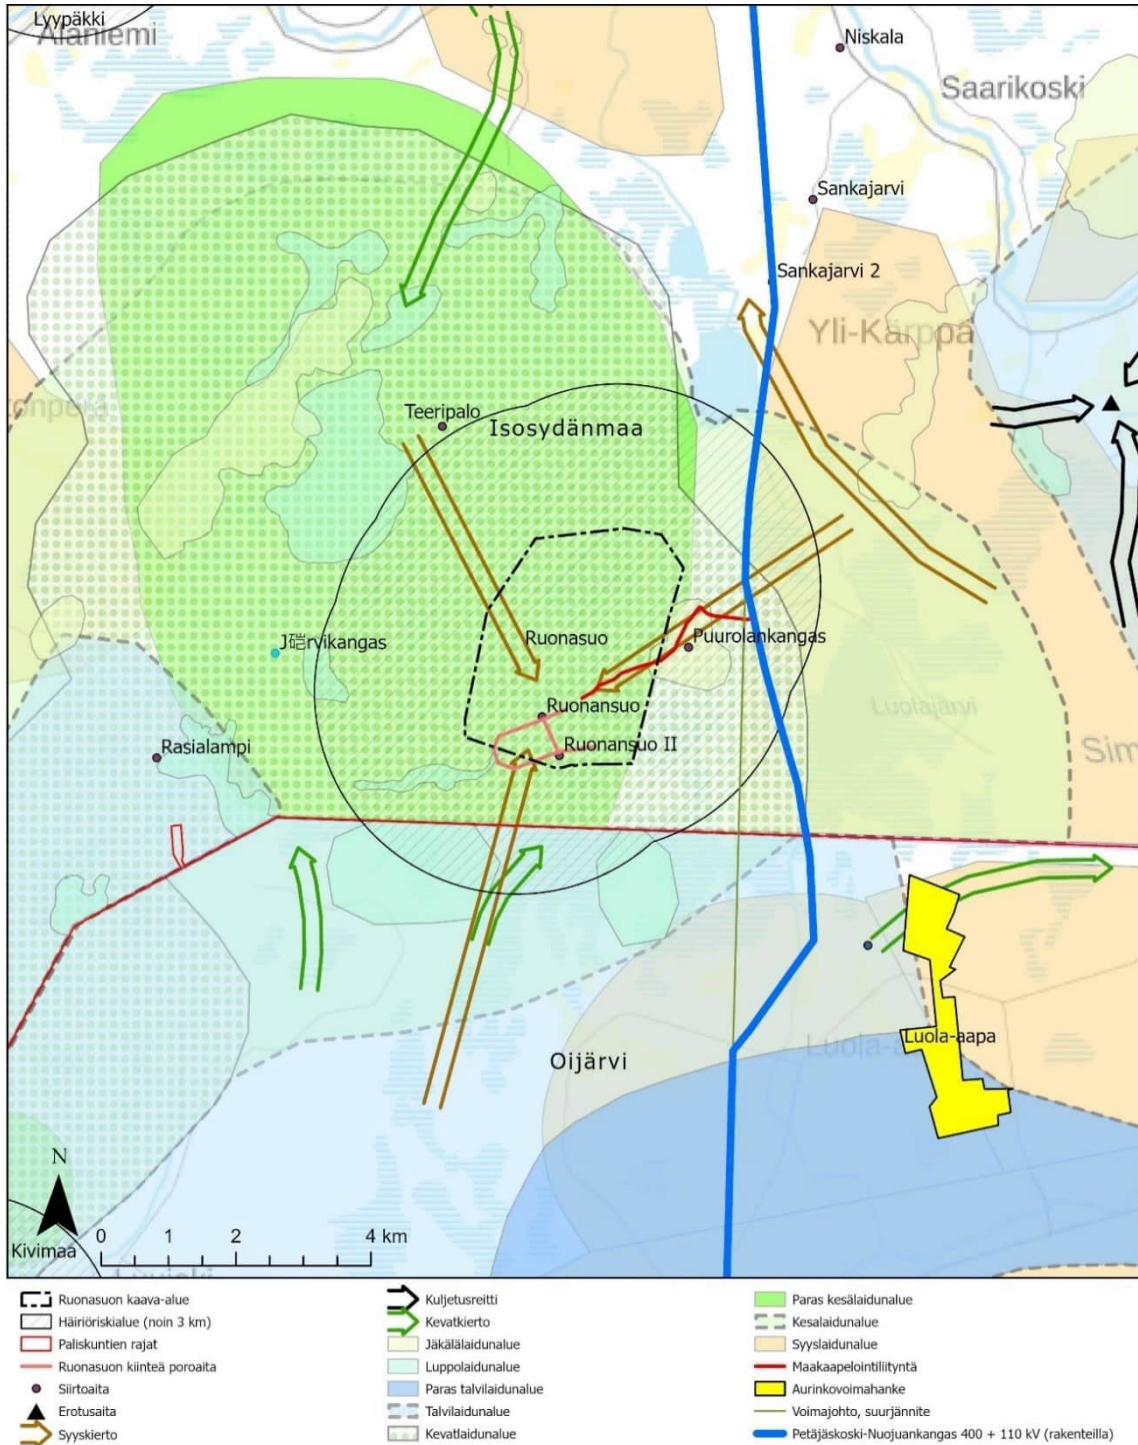 Lyypäkki
Alaniemi
Niskala
Saarikoski
Sankajarvi
Sankajarvi 2
Yli-Kärppä
Teeripalo
Isosydänmaa
Ruonasuo
Puurolankangas
Luolajärvi
Ruonansuo
Ruonansuo II
Rasialampi
Sim
Luola-aapa
Oijärvi
N
0 1 2 4 km
Kivimaa
Ruonasuon kaava-alue
Häiriöriskialue (noin 3 km)
Paliskuntien rajat
Ruonasuon kiinteä poroaita
Siirtoaita
Erotusaita
Syyskierto
Kuljetusreitti
Kevatkierto
Jäkälälaidunalue
Luppolaidunalue
Paras talvilaidunalue
Talvilaidunalue
Kevatlaidunalue
Paras kesälaidunalue
Kesalaidunalue
Syyslaidunalue
Maakaapelointiliityntä
Aurinkovoimahanke
Voimajohto, suurjännite
Petäjäskoski-Nuojuankangas 400 + 110 kV (rakenteilla)